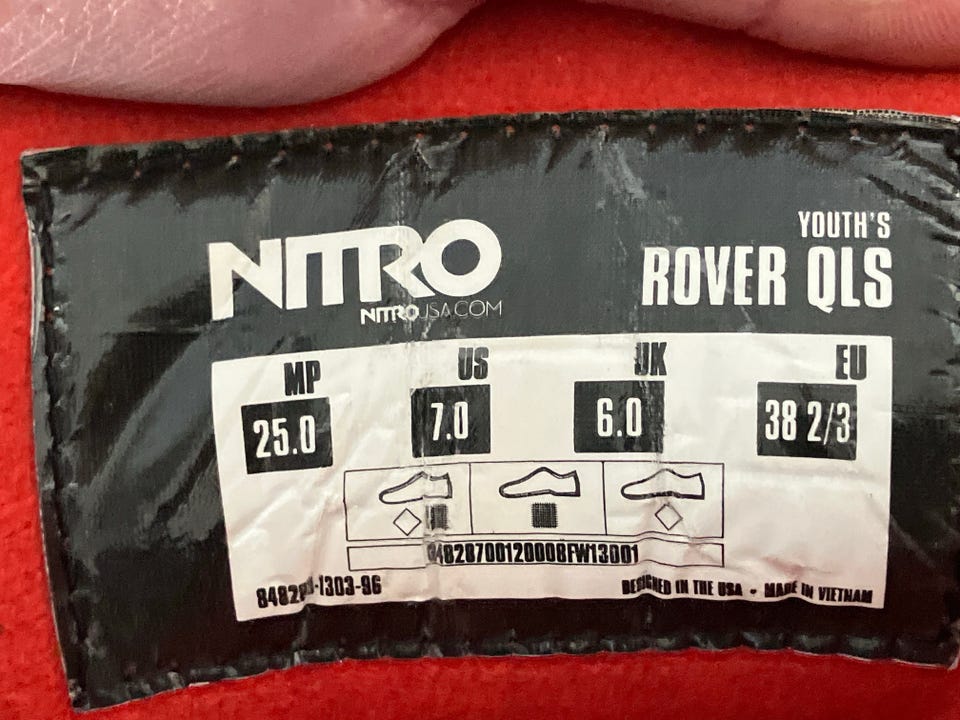 NITRO
NITROUSA.COM
YOUTH'S
ROVER QLS
MP US UK EU
25.0 7.0 6.0 38 2/3
DESIGNED IN THE USA • MADE IN VIETNAM